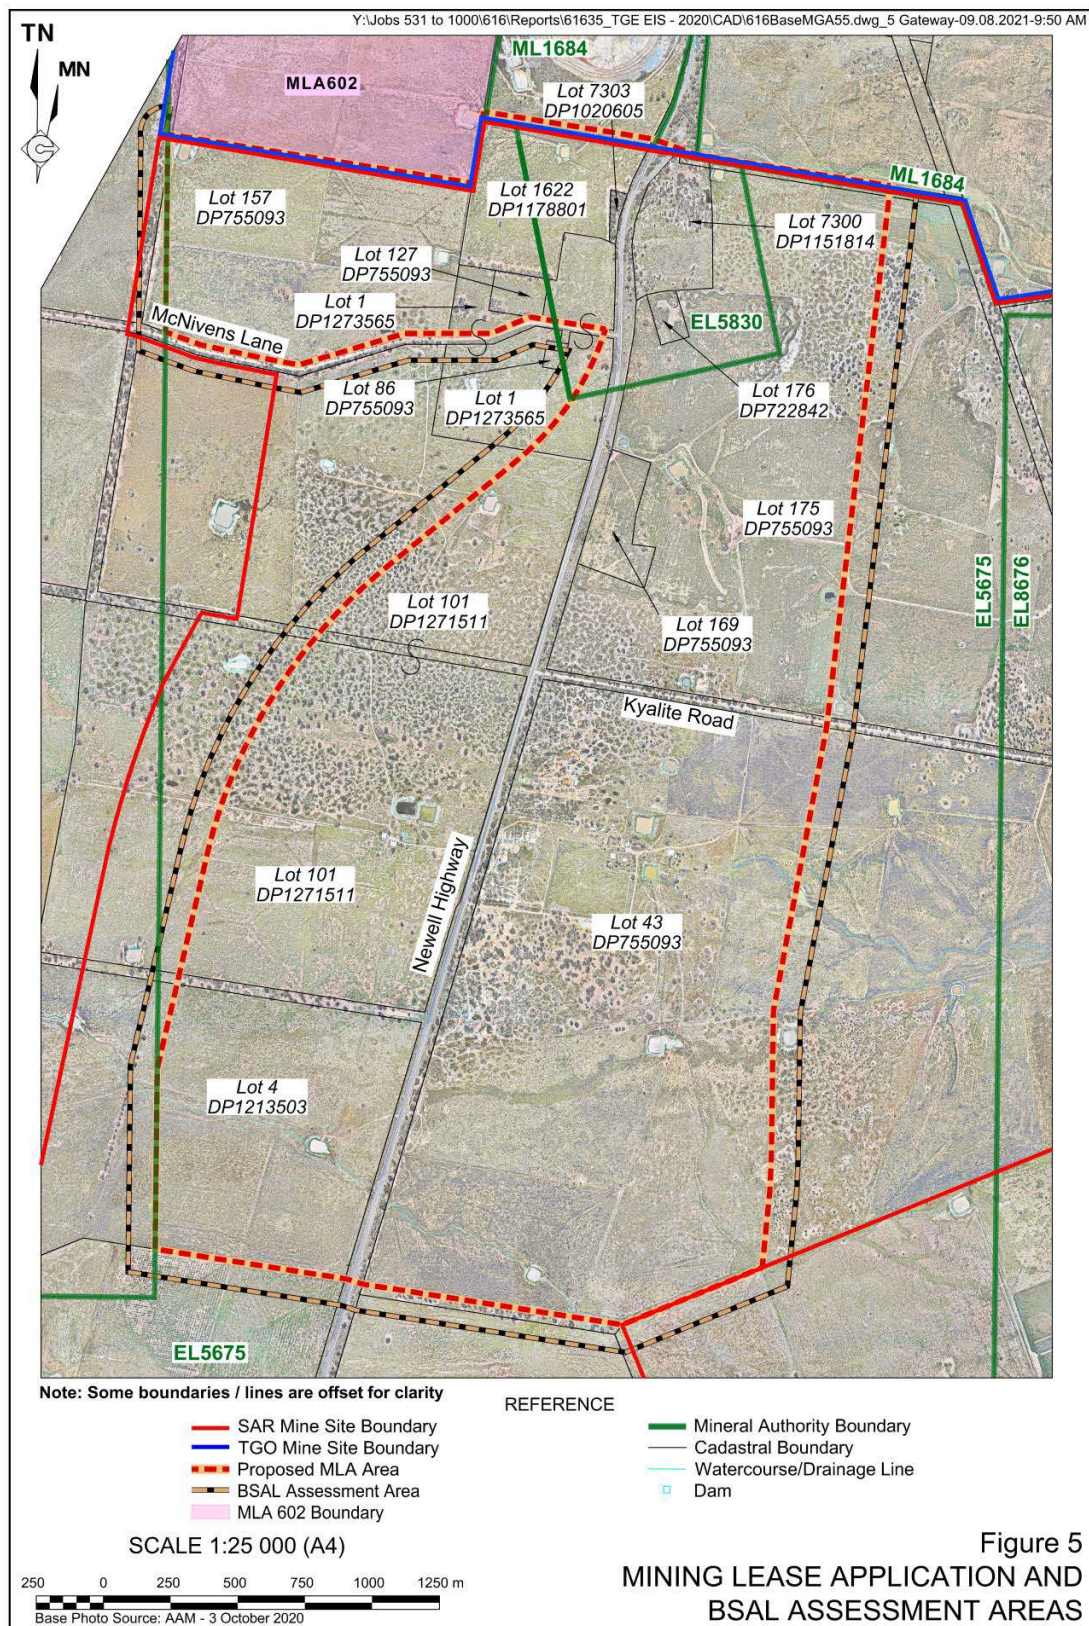 Y:\Jobs 531 to 1000\616\Reports\61635_TGE EIS - 2020\CAD\616BaseMGA55.dwg_5 Gateway-09.08.2021-9:50 AM
TN
MN
MLA602
ML1684
Lot 7303
DP1020605
Lot 157
DP755093
Lot 1622
DP1178801
ML1684
Lot 7300
DP1151814
Lot 127
DP755093
Lot 1
DP1273565
McNivens Lane
S
S
EL5830
Lot 86
DP755093
Lot 1
DP1273565
Lot 176
DP722842
Lot 175
DP755093
EL5675
EL8676
Lot 101
DP1271511
S
Lot 169
DP755093
Kyalite Road
Newell Highway
Lot 101
DP1271511
Lot 43
DP755093
Lot 4
DP1213503
EL5675
Note: Some boundaries / lines are offset for clarity
REFERENCE
SAR Mine Site Boundary
TGO Mine Site Boundary
Proposed MLA Area
BSAL Assessment Area
MLA 602 Boundary
Mineral Authority Boundary
Cadastral Boundary
Watercourse/Drainage Line
Dam
SCALE 1:25 000 (A4)
250 0 250 500 750 1000 1250 m
Base Photo Source: AAM - 3 October 2020
Figure 5
MINING LEASE APPLICATION AND
BSAL ASSESSMENT AREAS